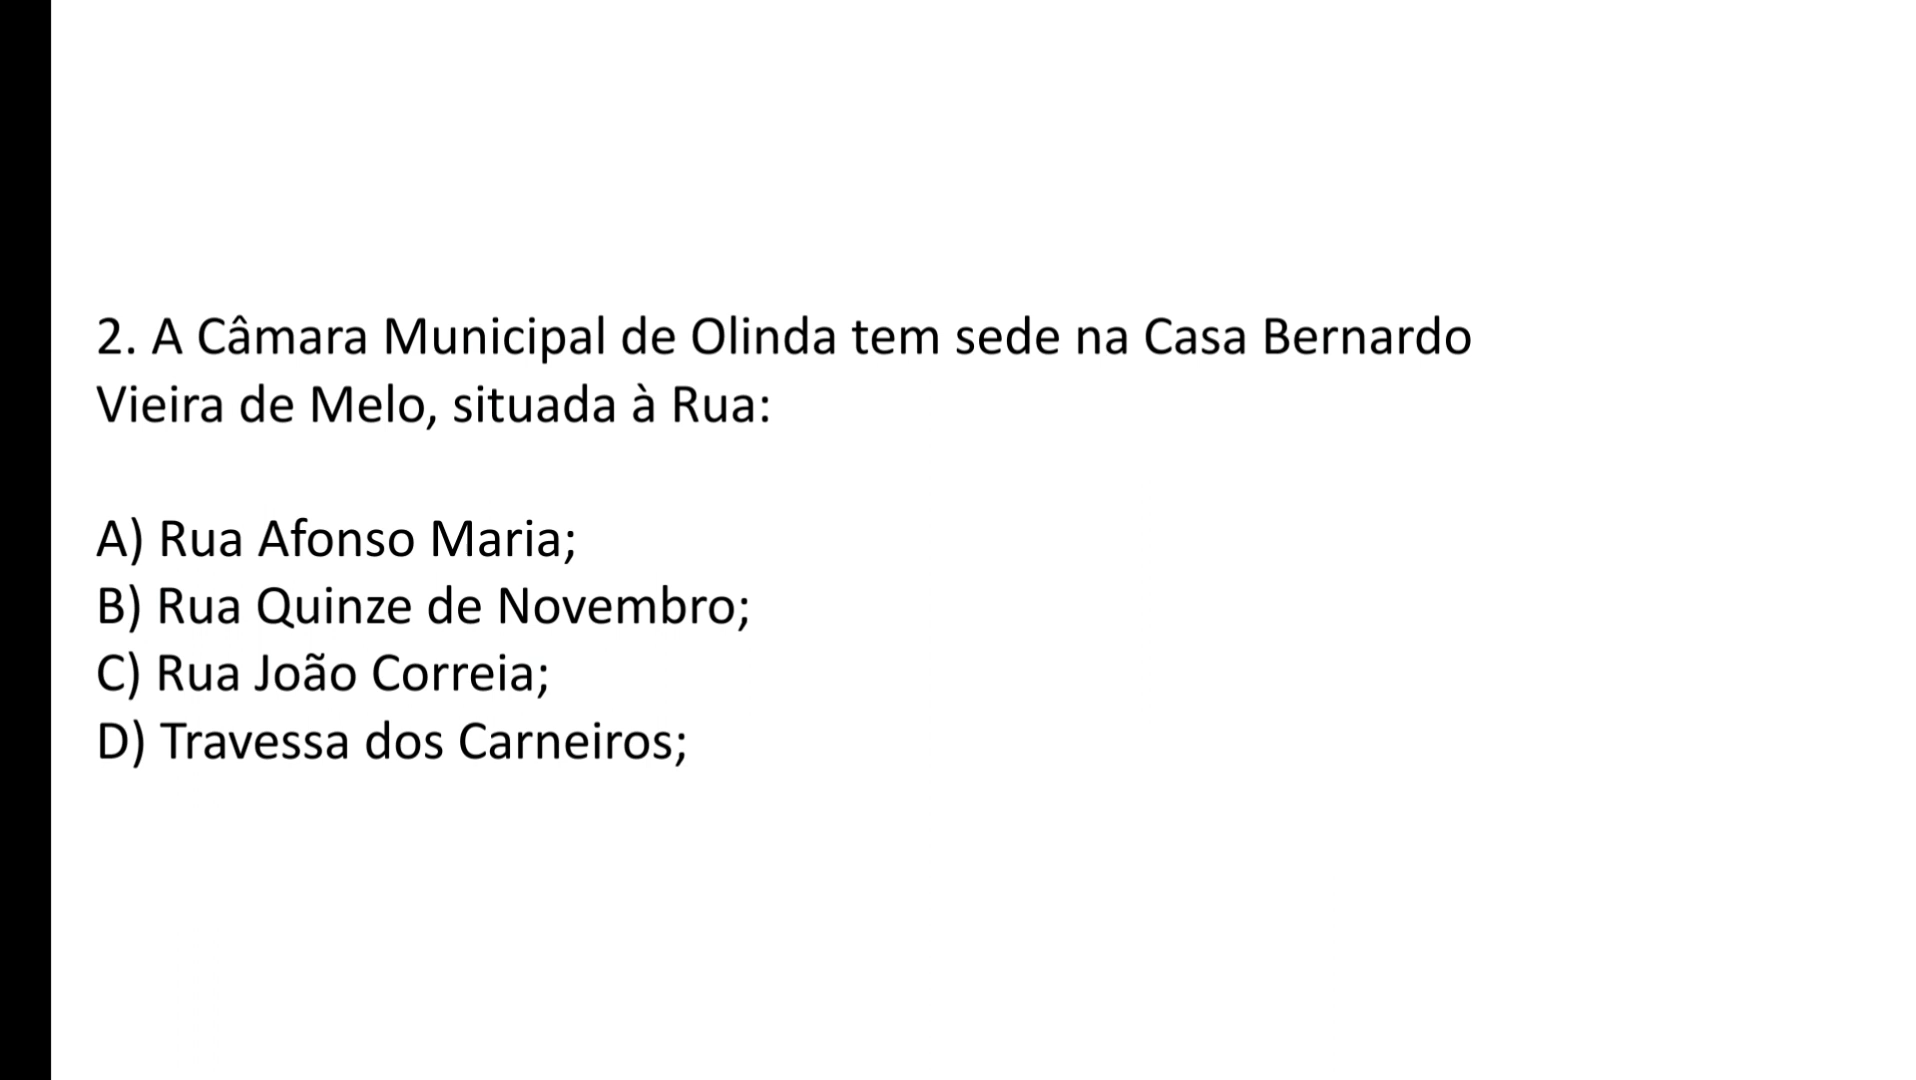 2. A Câmara Municipal de Olinda tem sede na Casa Bernardo
Vieira de Melo, situada à Rua:
A) Rua Afonso Maria;
B) Rua Quinze de Novembro;
C) Rua João Correia;
D) Travessa dos Carneiros;